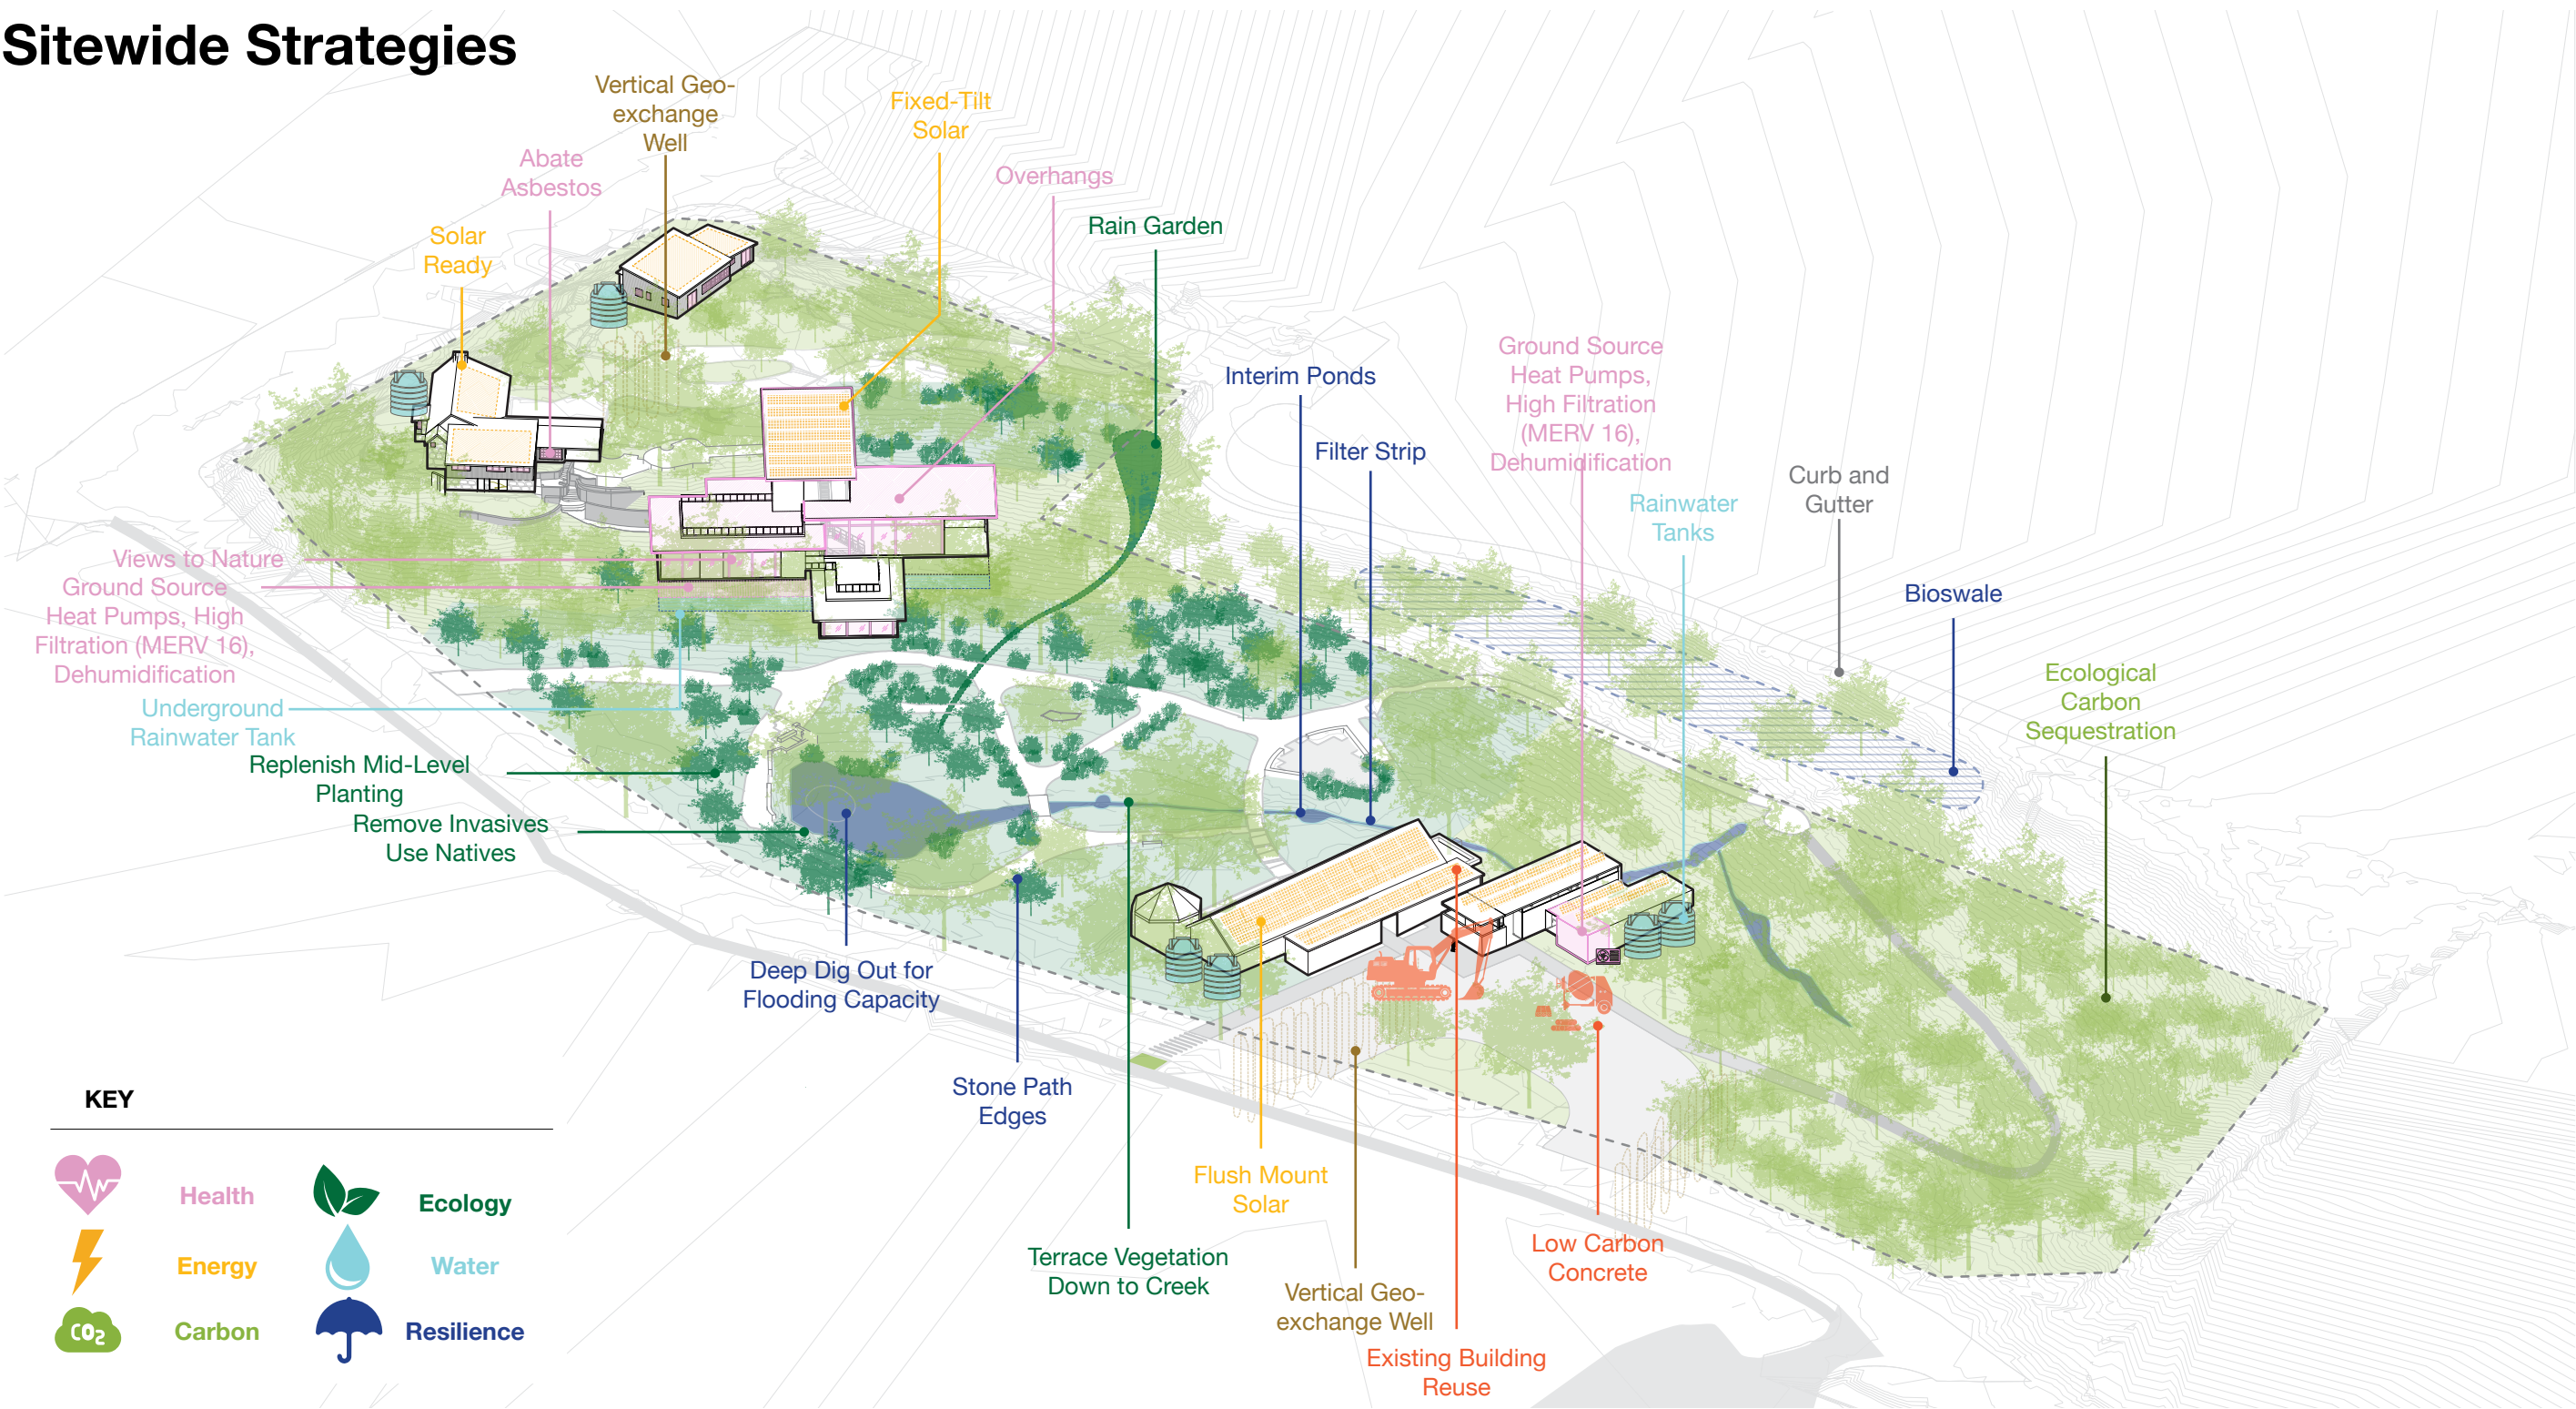 Sitewide Strategies
Vertical Geo-
exchange
Well
Fixed-Tilt
Solar
Abate
Asbestos
Overhangs
Rain Garden
Solar
Ready
Interim Ponds
Filter Strip
Ground Source
Heat Pumps,
High Filtration
(MERV 16),
Dehumidification
Rainwater
Tanks
Curb and
Gutter
Bioswale
Ecological
Carbon
Sequestration
Views to Nature
Ground Source
Heat Pumps, High
Filtration (MERV 16),
Dehumidification
Underground
Rainwater Tank
Replenish Mid-Level
Planting
Remove Invasives
Use Natives
Deep Dig Out for
Flooding Capacity
Stone Path
Edges
Terrace Vegetation
Down to Creek
Flush Mount
Solar
Vertical Geo-
exchange Well
Existing Building
Reuse
Low Carbon
Concrete
KEY
Health
Ecology
Energy
Water
CO2
Carbon
Resilience